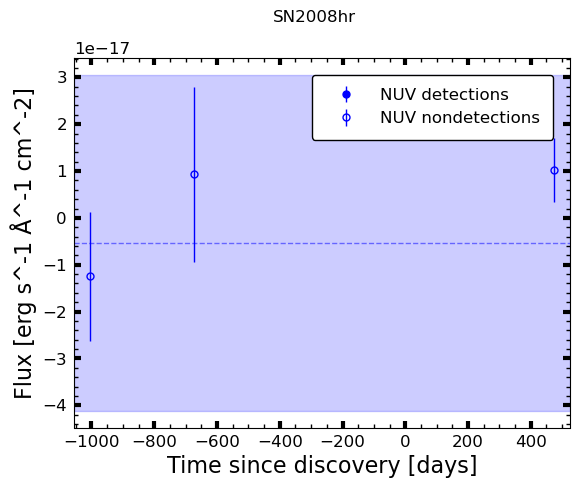 SN2008hr
1e−17
3
2
1
0
−1
−2
−3
−4
Flux [erg s^-1 Å^-1 cm^-2]
NUV detections
NUV nondetections
−1000 −800 −600 −400 −200 0 200 400
Time since discovery [days]